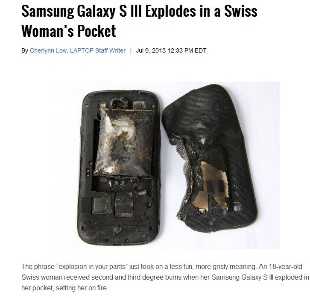 Samsung Galaxy S III Explodes in a Swiss
Woman's Pocket
By Cherlynn Low, LAPTOP Staff Writer | Jul 9, 2013 12:33 PM EDT
The phrase "explosion in your pants" just took on a less fun, more grisly meaning. An 18-year-old
Swiss woman received second and third degree burns when her Samsung Galaxy S III exploded in
her pocket, setting her on fire.